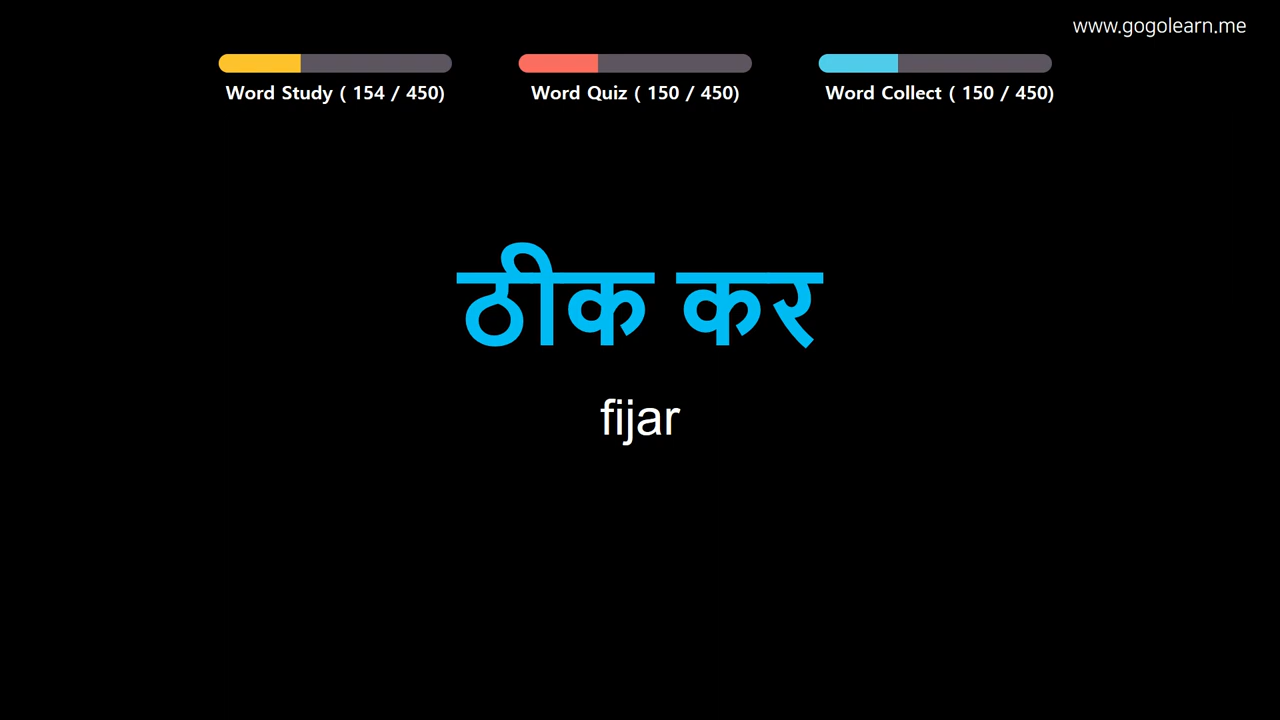 www.gogolearn.me
Word Study ( 154 / 450)
Word Quiz ( 150 / 450)
Word Collect ( 150 / 450)
ठीक कर
fijar